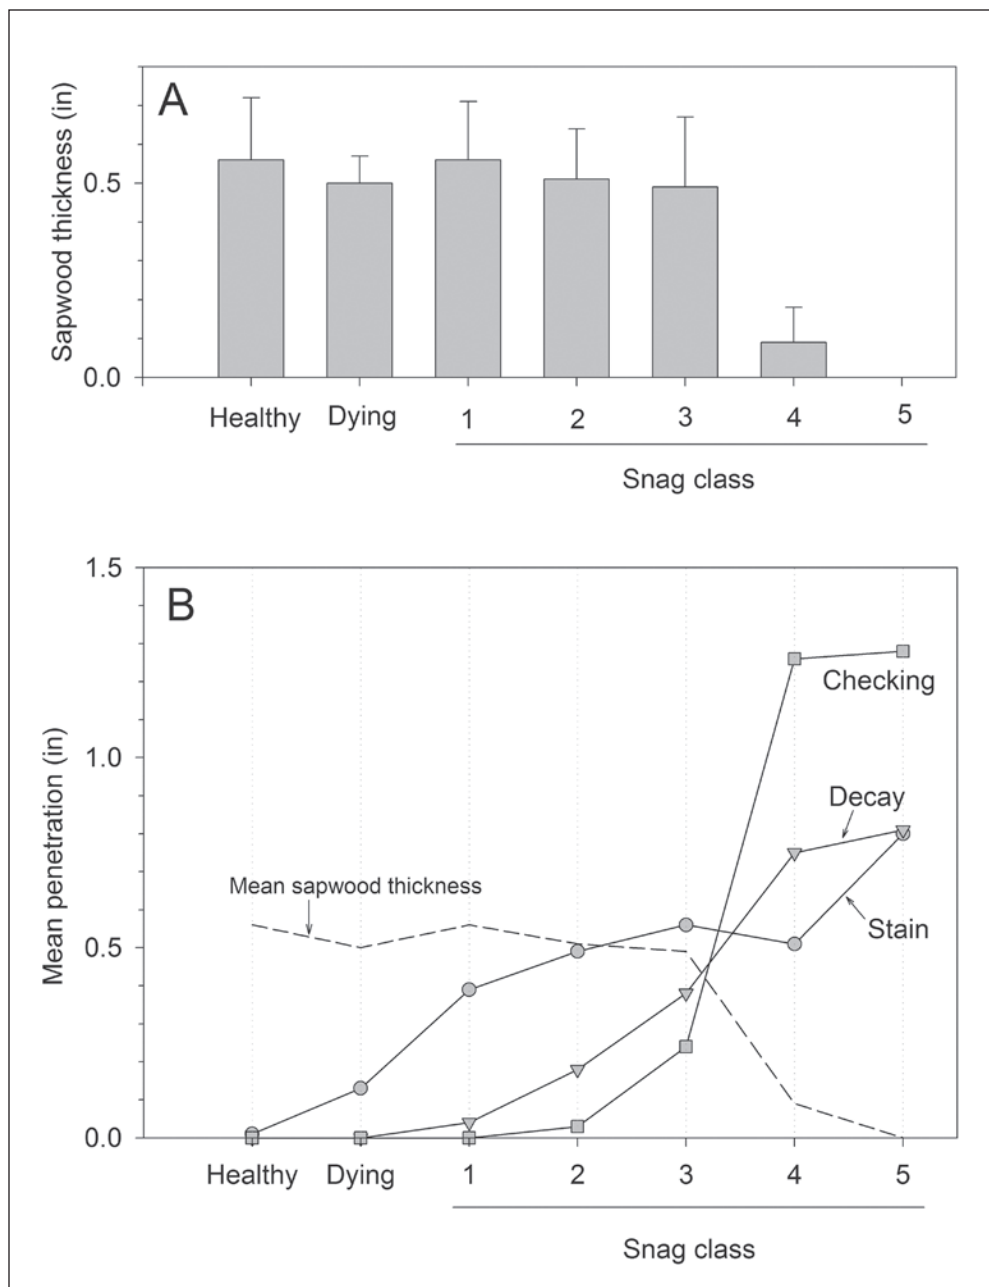 A
Sapwood thickness (in)
0.5
0.0
Healthy Dying 1 2 3 4 5
Snag class
B
Mean penetration (in)
1.5
1.0
0.5
0.0
Checking
Decay
Mean sapwood thickness
Stain
Healthy Dying 1 2 3 4 5
Snag class